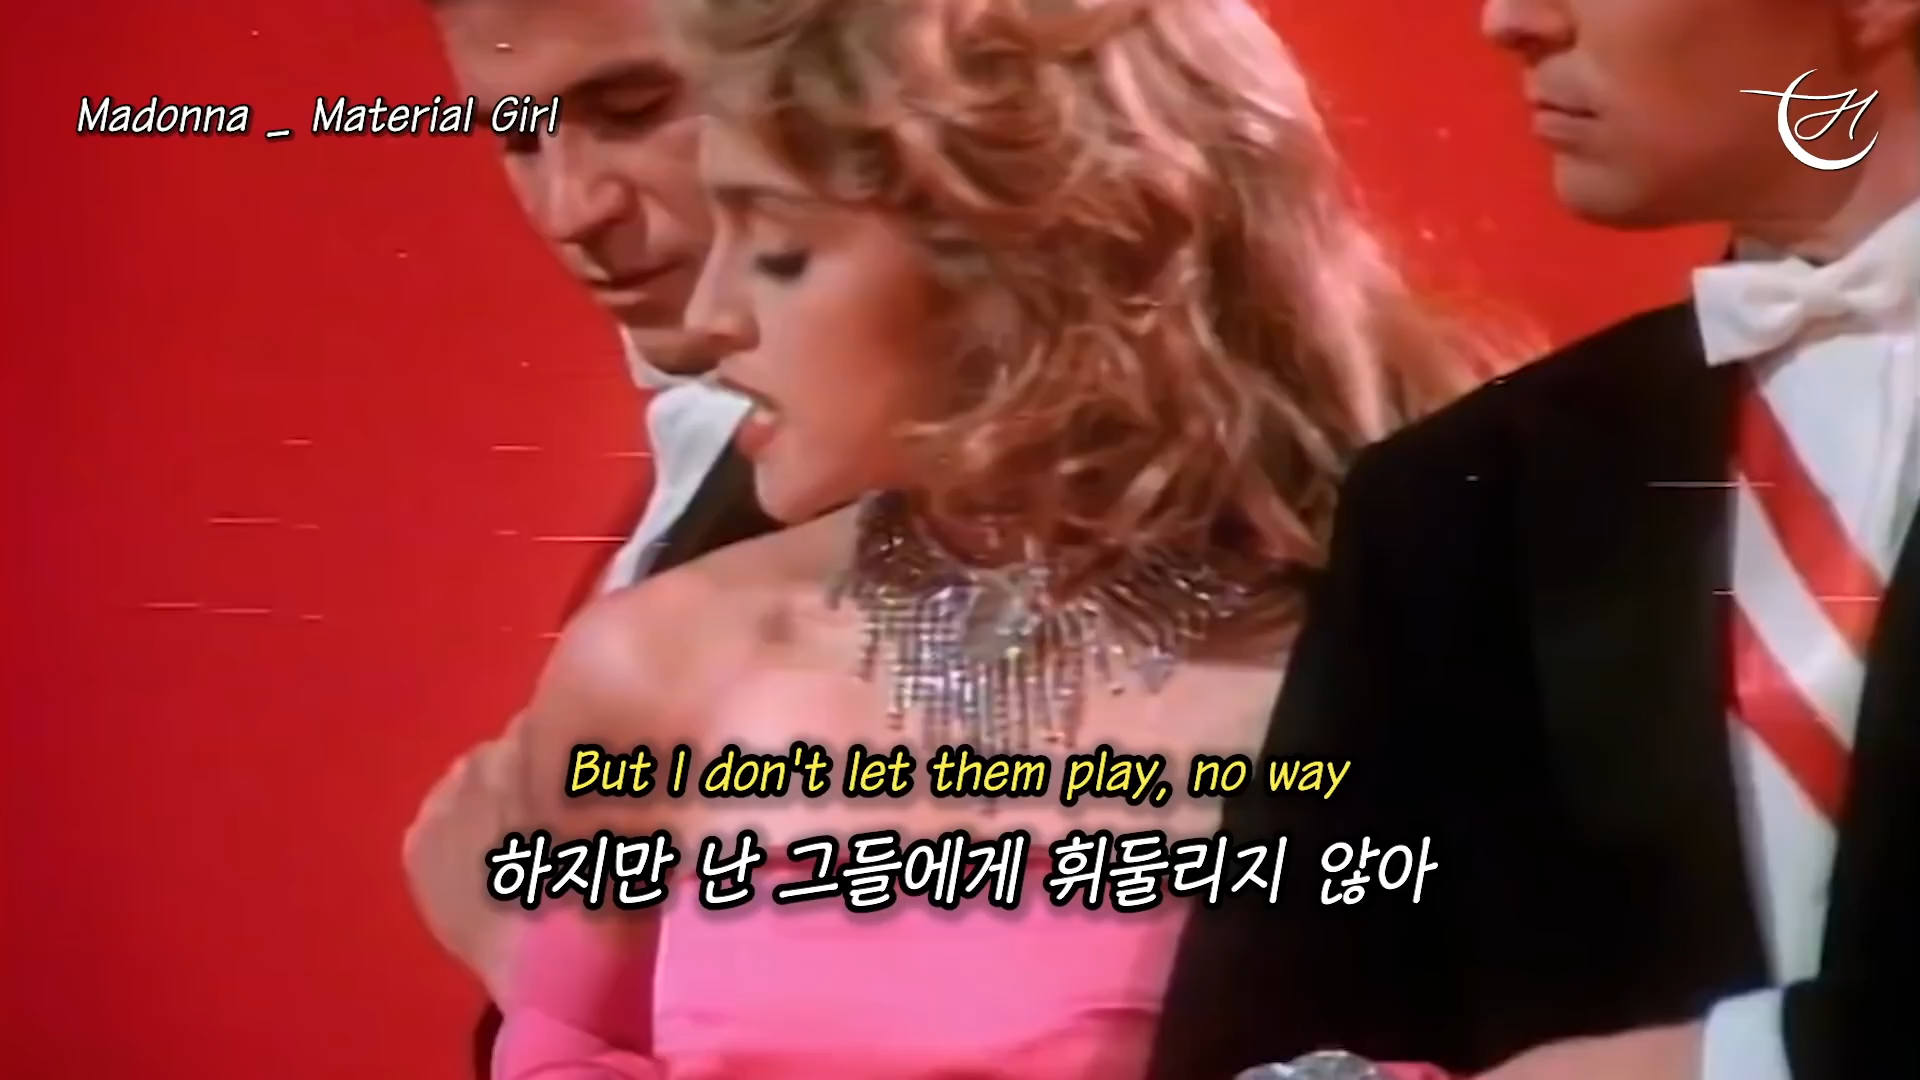 Madonna _ Material Girl
But I don't let them play, no way
하지만 난 그들에게 휘둘리지 않아